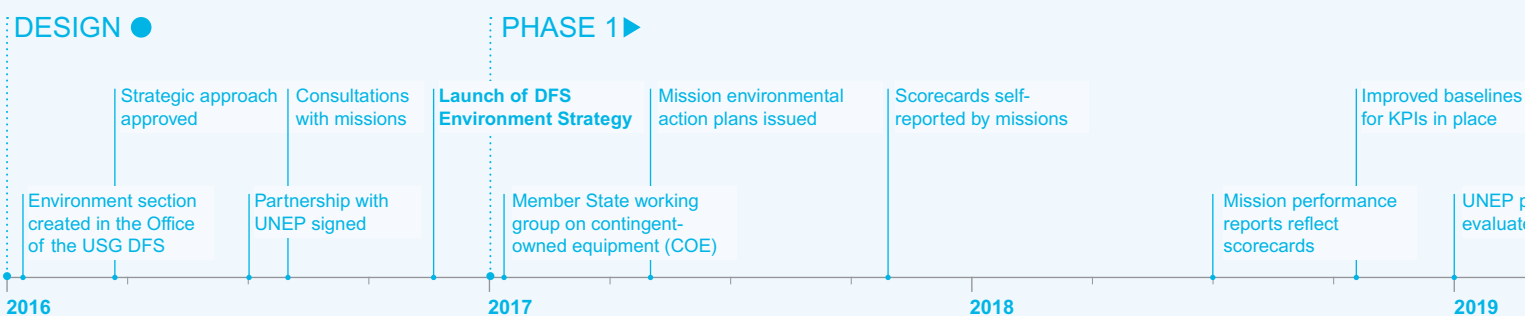 DESIGN
PHASE 1
Strategic approach
approved
Consultations
with missions
Launch of DFS
Environment Strategy
Mission environmental
action plans issued
Scorecards self-
reported by missions
Improved baselines
for KPIs in place
Environment section
created in the Office
of the USG DFS
Partnership with
UNEP signed
Member State working
group on contingent-
owned equipment (COE)
Mission performance
reports reflect
scorecards
UNEP
2016
2017
2018
2019